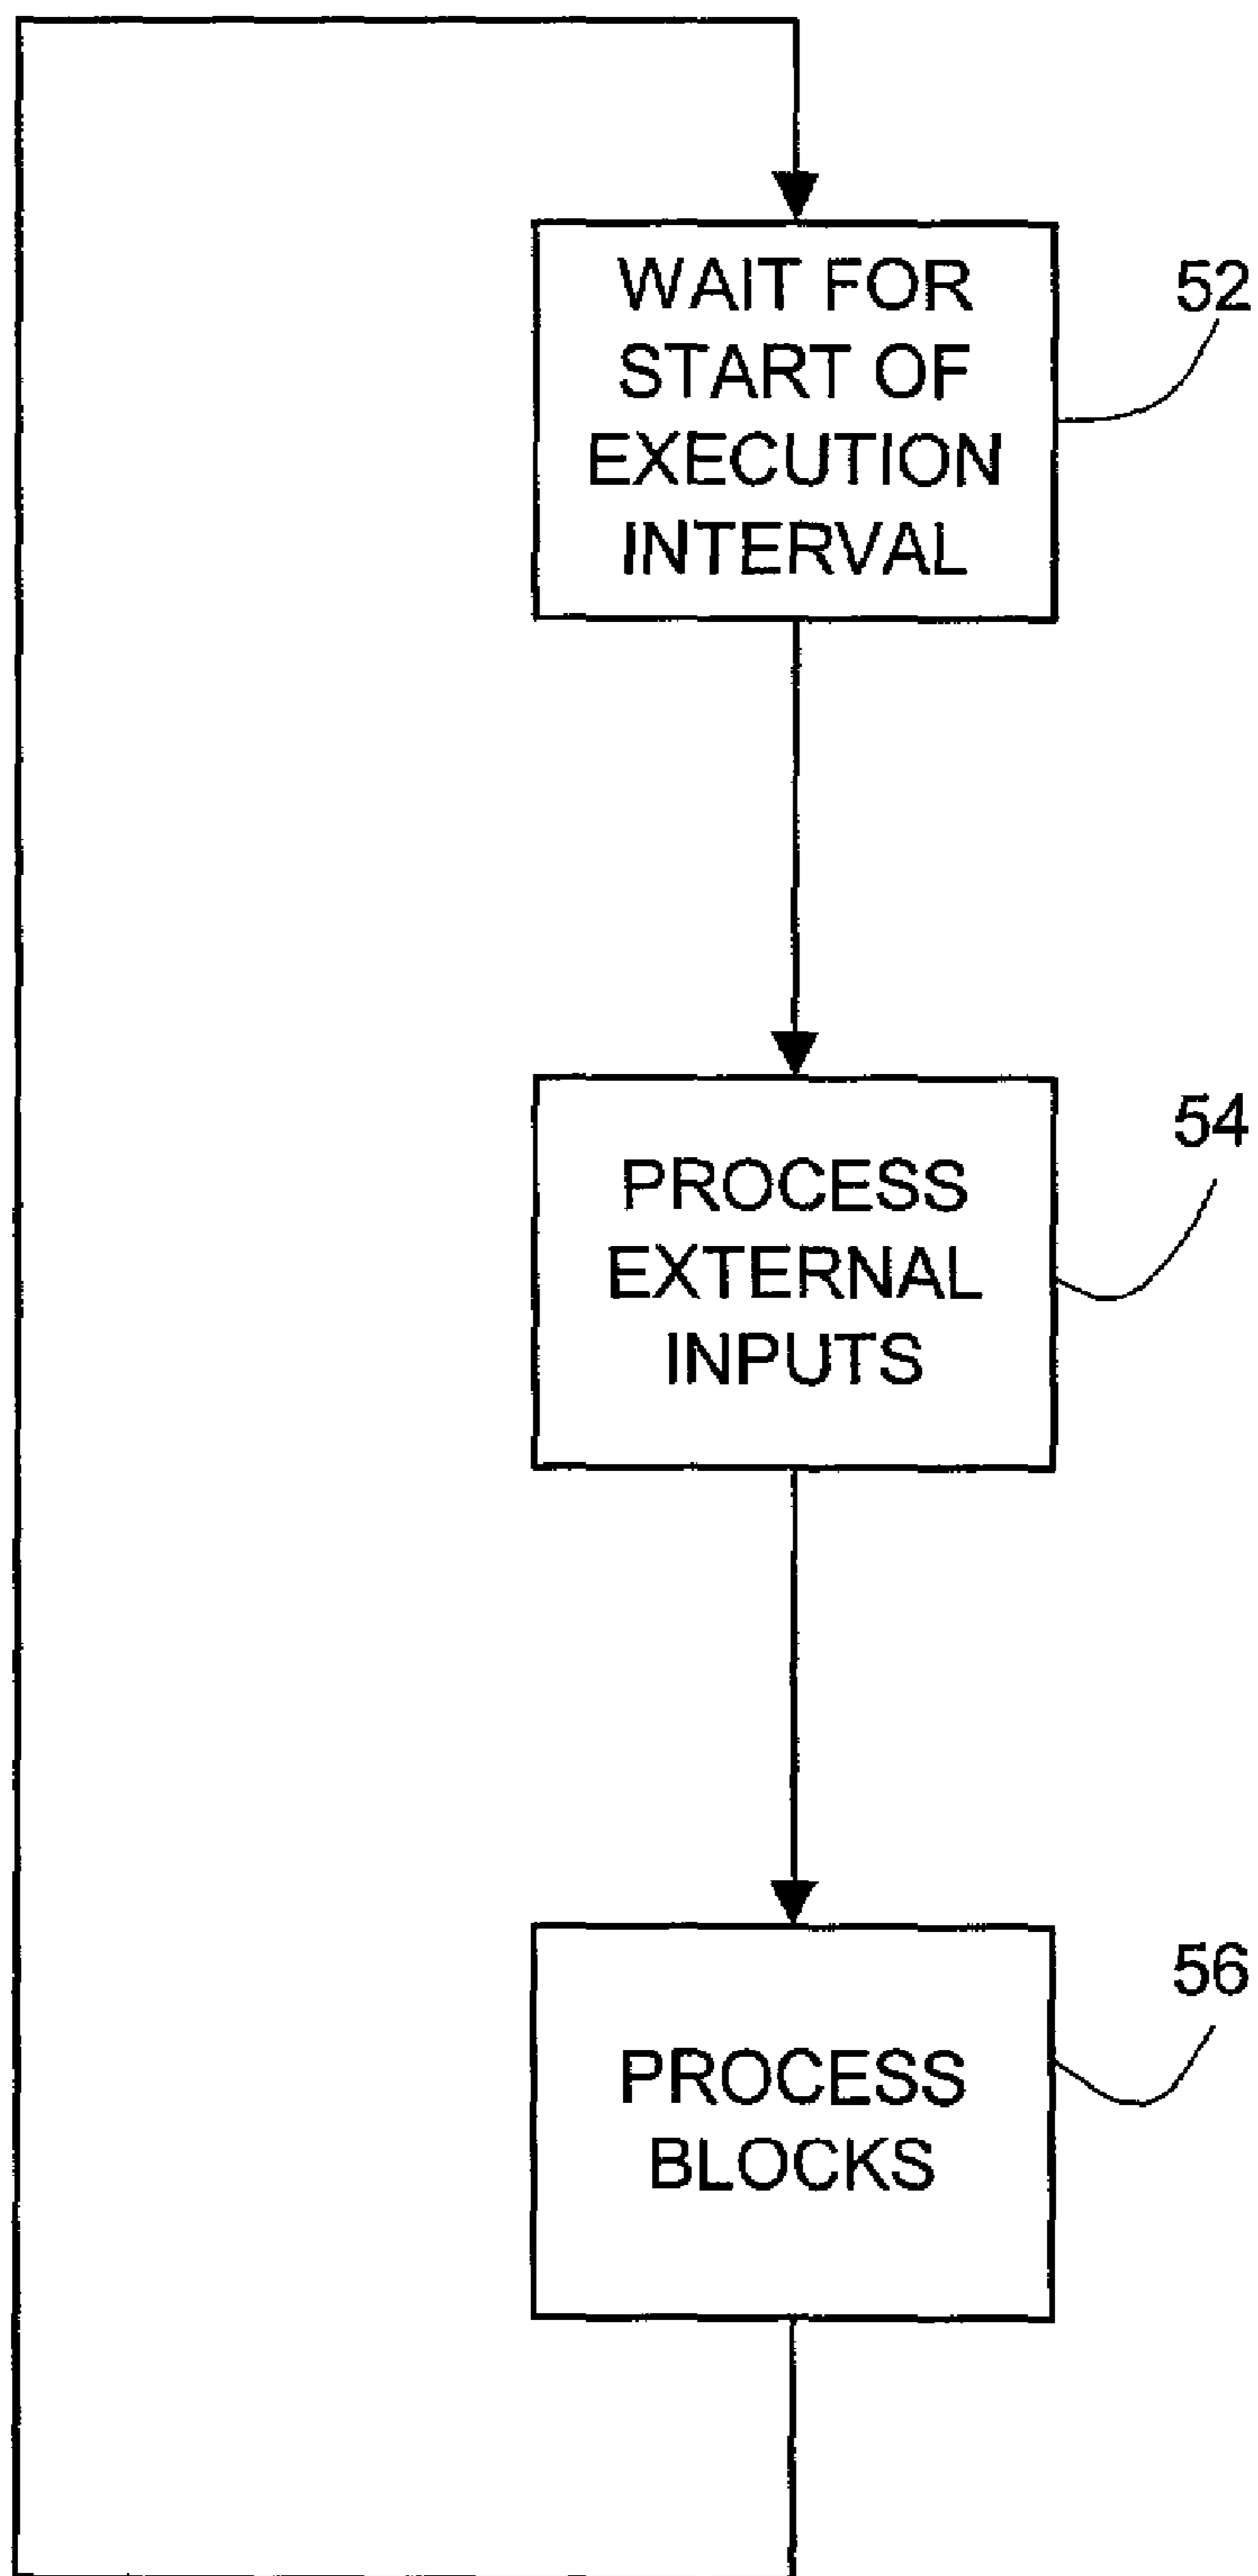 WAIT FOR
START OF
EXECUTION
INTERVAL
52
PROCESS
EXTERNAL
INPUTS
54
PROCESS
BLOCKS
56